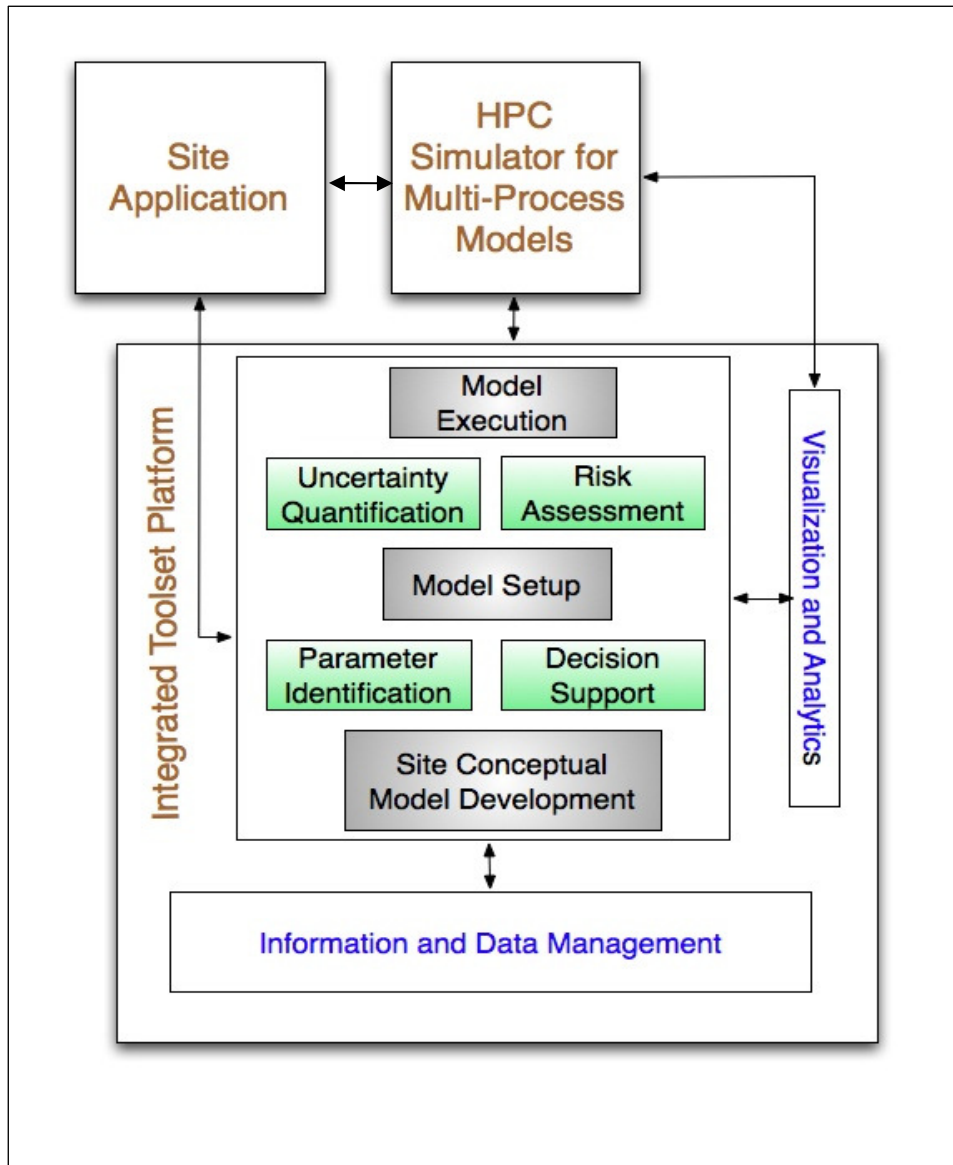 Site
Application
HPC
Simulator for
Multi-Process
Models
Integrated Toolset Platform
Model
Execution
Uncertainty
Quantification
Risk
Assessment
Model Setup
Parameter
Identification
Decision
Support
Site Conceptual
Model Development
Visualization and Analytics
Information and Data Management